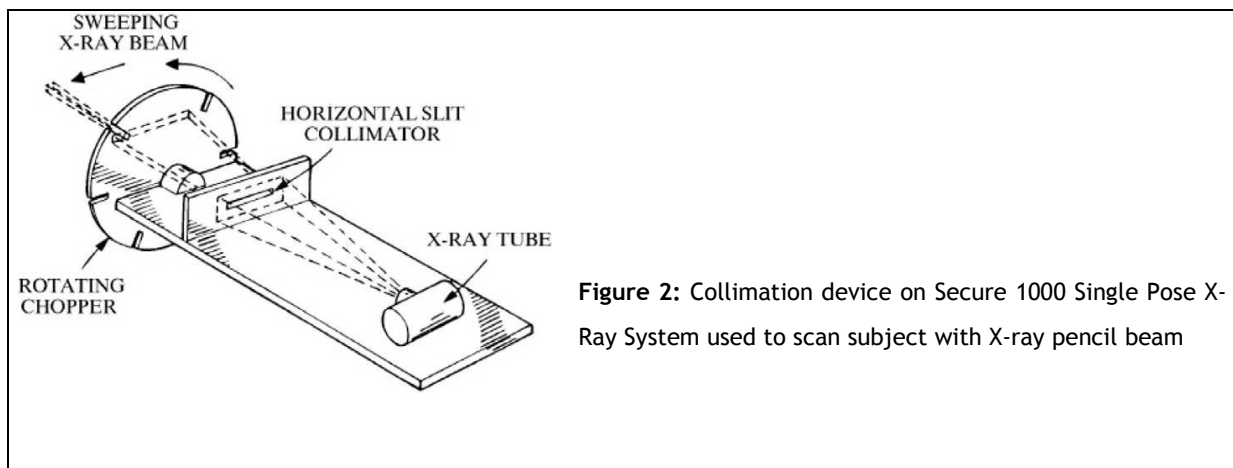 SWEEPING
X-RAY BEAM
HORIZONTAL SLIT
COLLIMATOR
X-RAY TUBE
ROTATING
CHOPPER
Figure 2: Collimation device on Secure 1000 Single Pose X-
Ray System used to scan subject with X-ray pencil beam